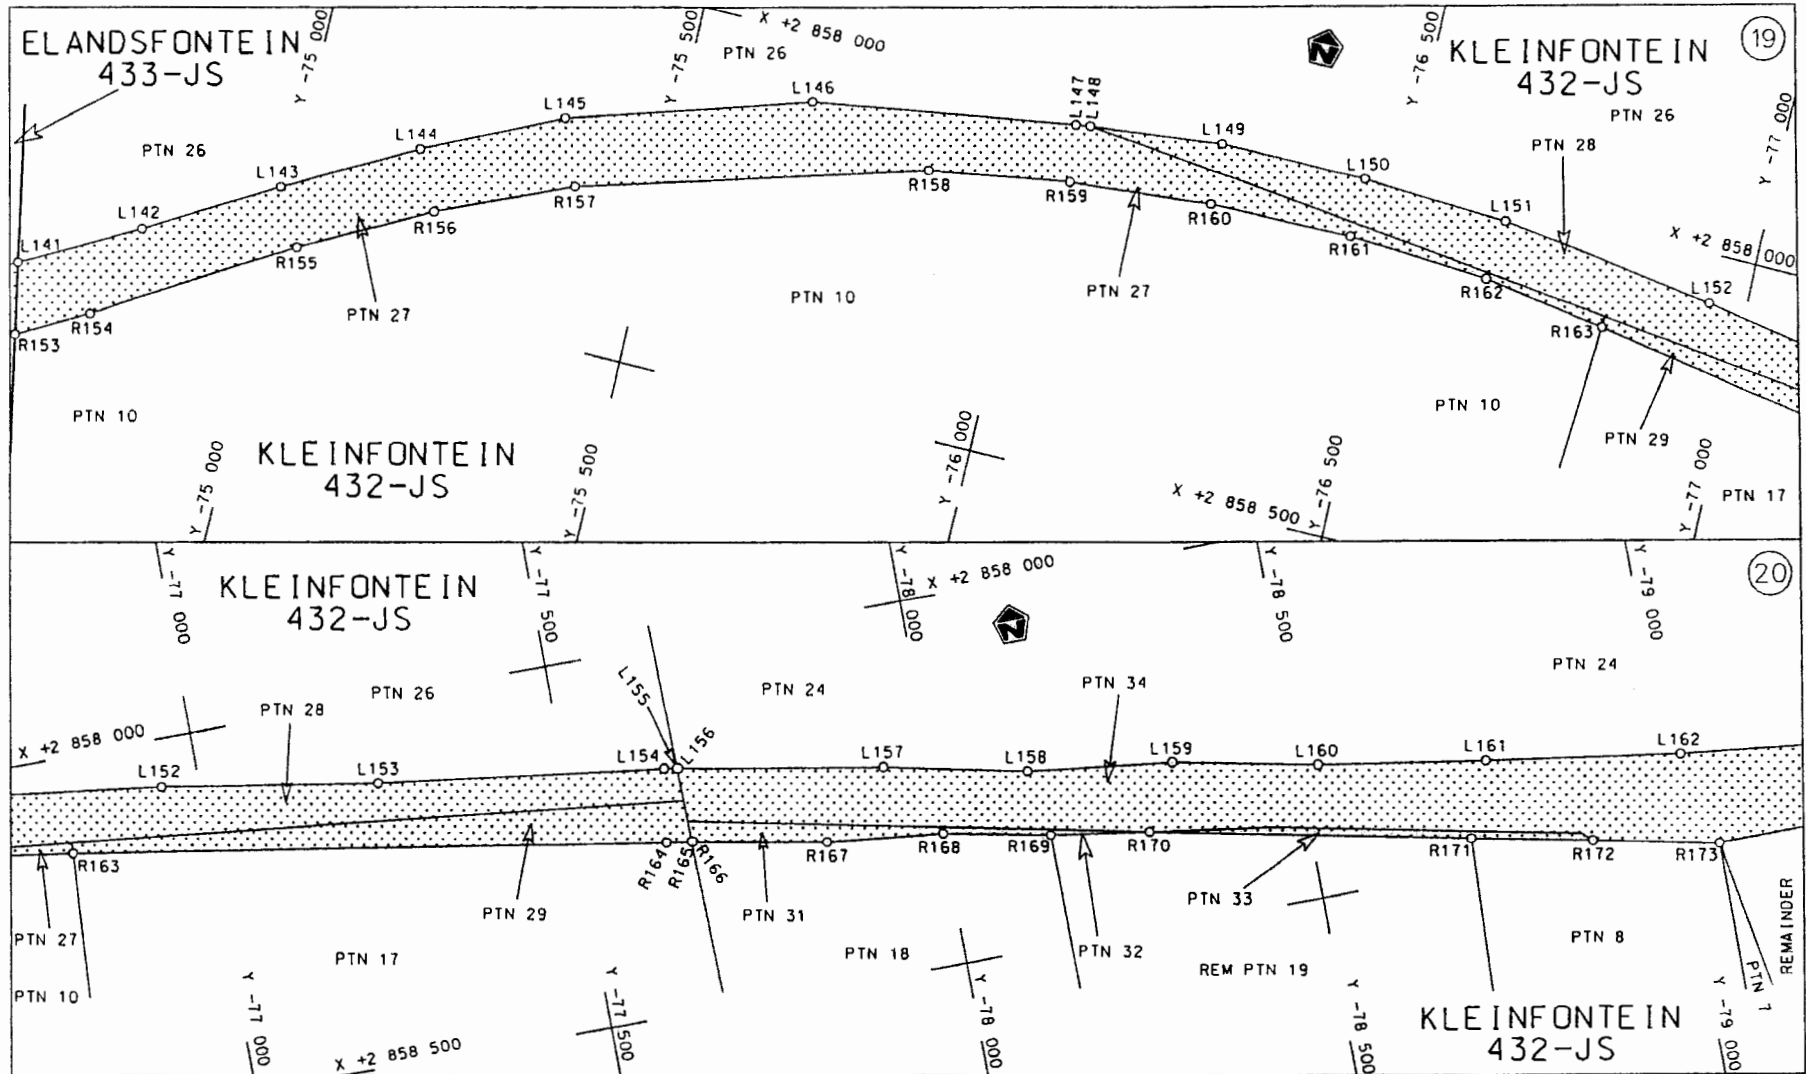 ELANDSFONTEIN
433-JS
Y -75 000
Y -75 500
X +2 858 000
PTN 26
Y -76 500
KLEINFONTEIN
432-JS
PTN 26
19
N
Y -77 000
PTN 26
L141
L142
L143
L144
L145
L146
L147
L148
L149
L150
L151
L152
PTN 28
X +2 858 000
R153
R154
R155
R156
R157
R158
R159
R160
R161
R162
R163
PTN 27
PTN 10
PTN 27
PTN 10
PTN 10
PTN 29
KLEINFONTEIN
432-JS
Y -75 000
Y -75 500
Y -76 000
X +2 858 500
Y -76 500
Y -77 000
PTN 17
Y -77 000
KLEINFONTEIN
432-JS
Y -77 500
Y -78 000
X +2 858 000
N
Y -78 500
Y -79 000
20
PTN 24
PTN 26
PTN 28
L155
PTN 24
PTN 34
X +2 858 000
L152
L153
L154
L156
L157
L158
L159
L160
L161
L162
R163
R164
R165
R166
R167
R168
R169
R170
R171
R172
R173
PTN 27
PTN 29
PTN 31
PTN 33
PTN 32
PTN 17
PTN 18
REM PTN 19
PTN 8
PTN 7
REMAINDER
PTN 10
Y -77 000
X +2 858 500
Y -77 500
Y -78 000
Y -78 500
KLEINFONTEIN
432-JS
Y -79 000